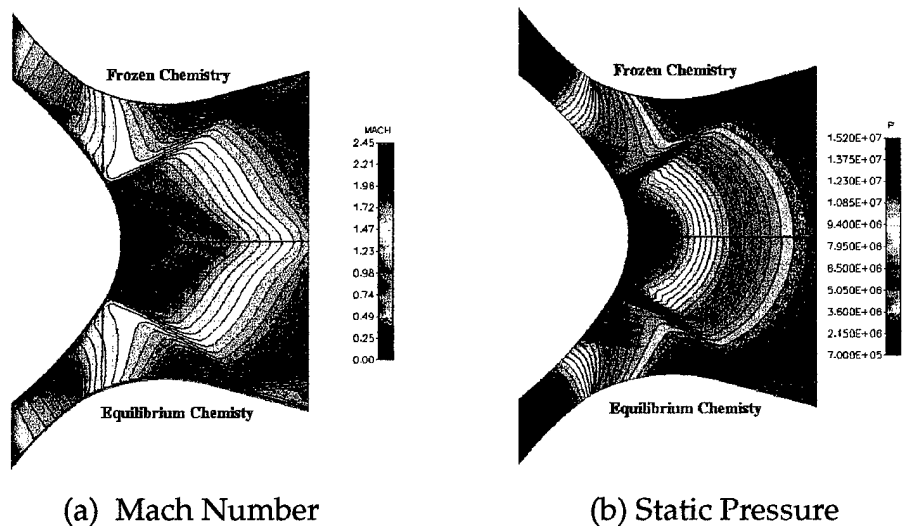 Frozen Chemistry
MACH
2.45
2.21
1.96
1.72
1.47
1.23
0.98
0.74
0.49
0.25
0.00
Equilibrium Chemisty
(a) Mach Number
Frozen Chemistry
P
1.520E+07
1.375E+07
1.230E+07
1.085E+07
9.400E+06
7.950E+06
6.500E+06
5.050E+06
3.600E+06
2.150E+06
7.000E+05
Equilibrium Chemisty
(b) Static Pressure